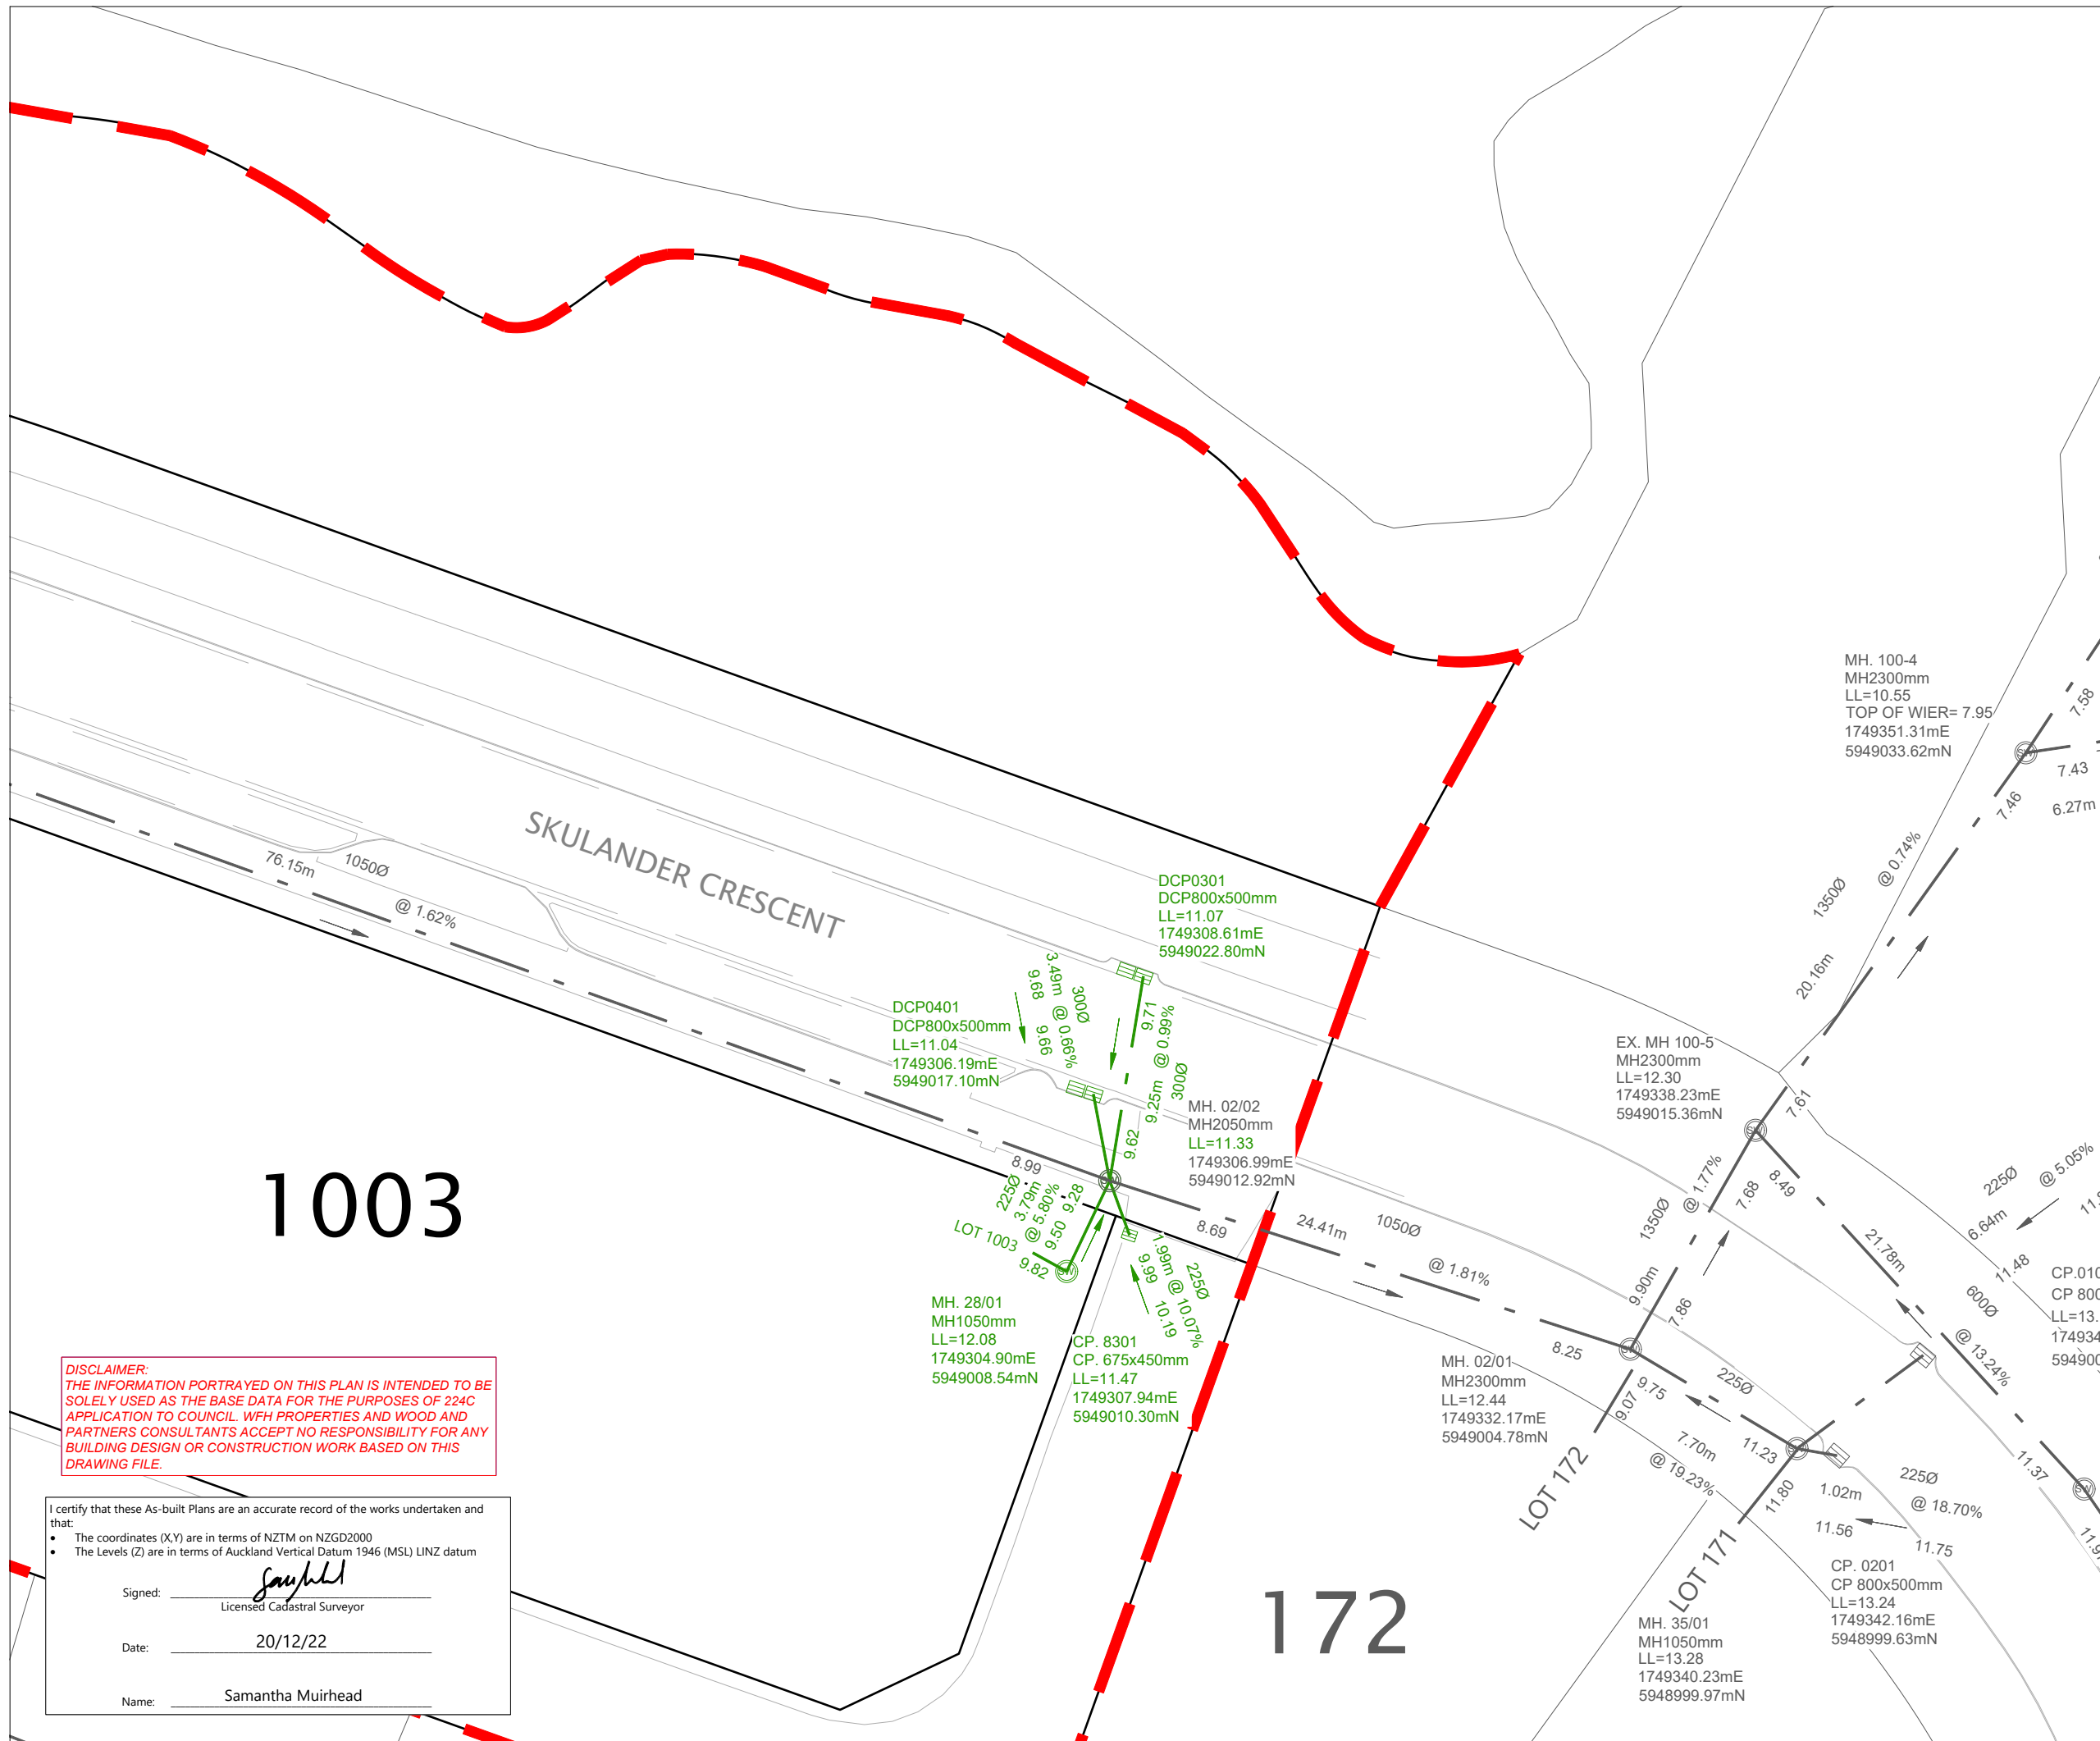 MH. 100-4
MH2300mm
LL=10.55
TOP OF WIER= 7.95
1749351.31mE
5949033.62mN
7.58
SW
7.43
6.27m
7.46
@ 0.74%
1350Ø
20.16m
SKULANDER CRESCENT
76.15m
1050Ø
@ 1.62%
DCP0301
DCP800x500mm
LL=11.07
1749308.61mE
5949022.80mN
DCP0401
DCP800x500mm
LL=11.04
1749306.19mE
5949017.10mN
300Ø
3.49m @ 0.66%
9.68
9.66
9.71
9.25m @ 0.99%
300Ø
9.62
MH. 02/02
MH2050mm
LL=11.33
1749306.99mE
5949012.92mN
EX. MH 100-5
MH2300mm
LL=12.30
1749338.23mE
5949015.36mN
7.61
SW
8.49
7.68
@ 1.77%
1350Ø
9.90m
7.86
21.78m
600Ø
@ 13.24%
225Ø
@ 5.05%
6.64m
11.48
CP 800
LL=13.
594900
1003
8.99
SW
8.69
225Ø
3.79m
@ 5.80%
9.50
9.28
LOT 1003
9.82
SW
225Ø
1.99m @ 10.07%
9.99
10.19
24.41m
1050Ø
@ 1.81%
8.25
SW
MH. 28/01
MH1050mm
LL=12.08
1749304.90mE
5949008.54mN
CP. 8301
CP. 675x450mm
LL=11.47
1749307.94mE
5949010.30mN
MH. 02/01
MH2300mm
LL=12.44
1749332.17mE
5949004.78mN
9.07
9.75
225Ø
7.70m
@ 19.23%
11.23
SW
11.80
LOT 172
LOT 171
1.02m
225Ø
@ 18.70%
11.56
11.75
11.37
SW
CP. 0201
CP 800x500mm
LL=13.24
1749342.16mE
5948999.63mN
MH. 35/01
MH1050mm
LL=13.28
1749340.23mE
5948999.97mN
172
DISCLAIMER:
THE INFORMATION PORTRAYED ON THIS PLAN IS INTENDED TO BE
SOLELY USED AS THE BASE DATA FOR THE PURPOSES OF 224C
APPLICATION TO COUNCIL. WFH PROPERTIES AND WOOD AND
PARTNERS CONSULTANTS ACCEPT NO RESPONSIBILITY FOR ANY
BUILDING DESIGN OR CONSTRUCTION WORK BASED ON THIS
DRAWING FILE.
I certify that these As-built Plans are an accurate record of the works undertaken and
that:
• The coordinates (X,Y) are in terms of NZTM on NZGD2000
• The Levels (Z) are in terms of Auckland Vertical Datum 1946 (MSL) LINZ datum
Signed:
Licensed Cadastral Surveyor
Date: 20/12/22
Name: Samantha Muirhead